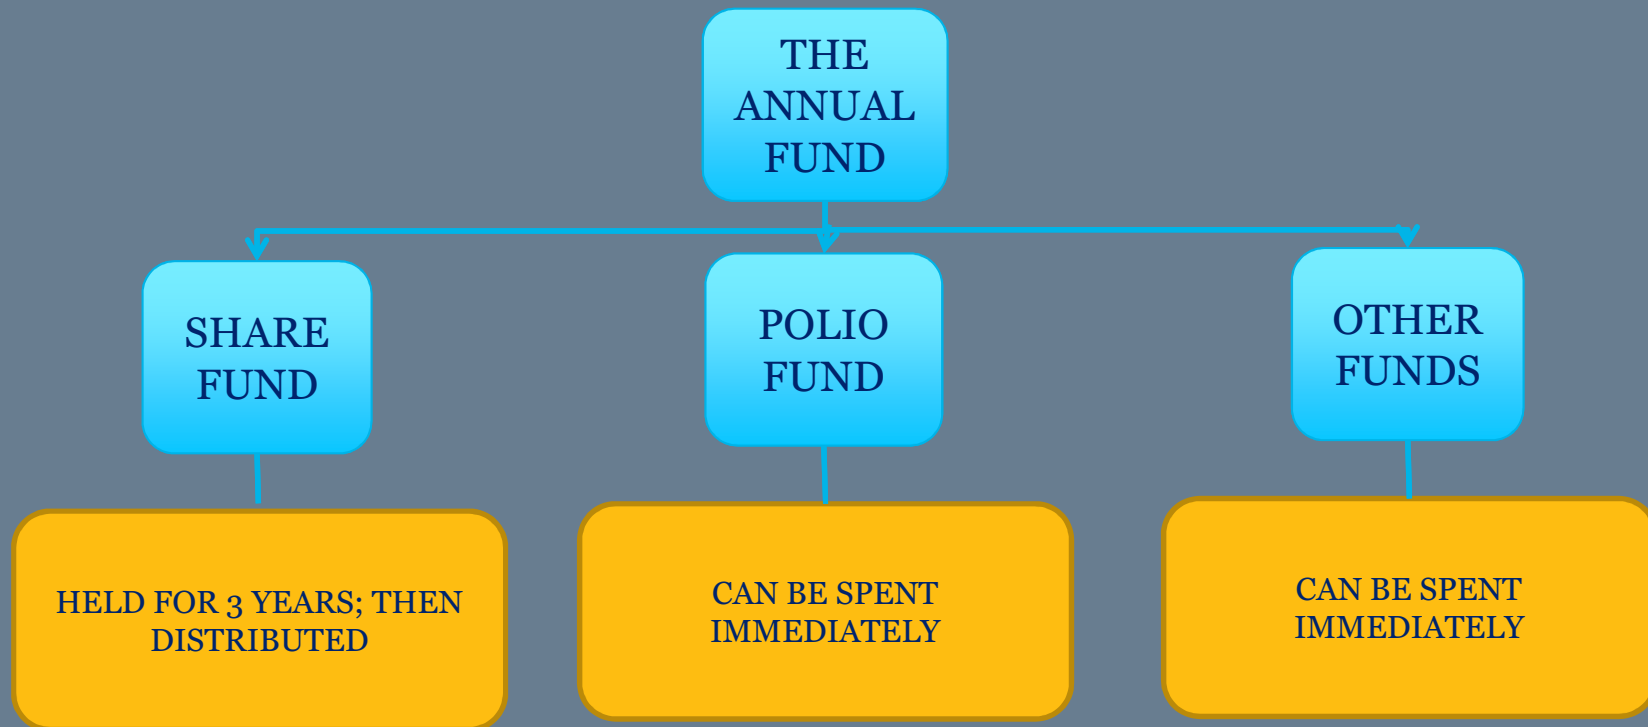 THE
ANNUAL
FUND
SHARE
FUND
POLIO
FUND
OTHER
FUNDS
HELD FOR 3 YEARS; THEN
DISTRIBUTED
CAN BE SPENT
IMMEDIATELY
CAN BE SPENT
IMMEDIATELY